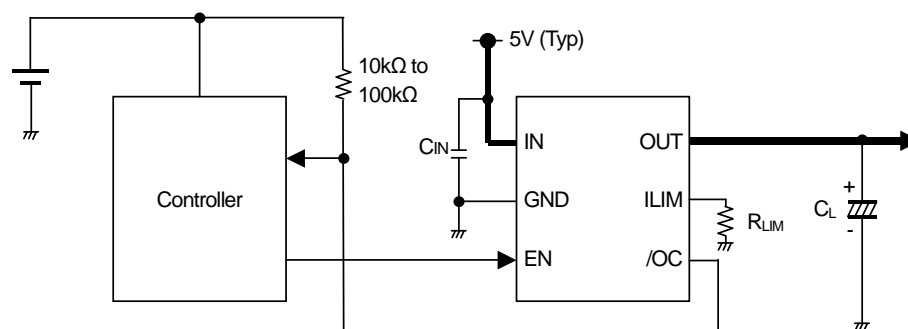 5V (Typ)
10kΩ to
100kΩ
CIN
IN
OUT
Controller
GND
ILIM
RLIM
+
CL
-
EN
/OC